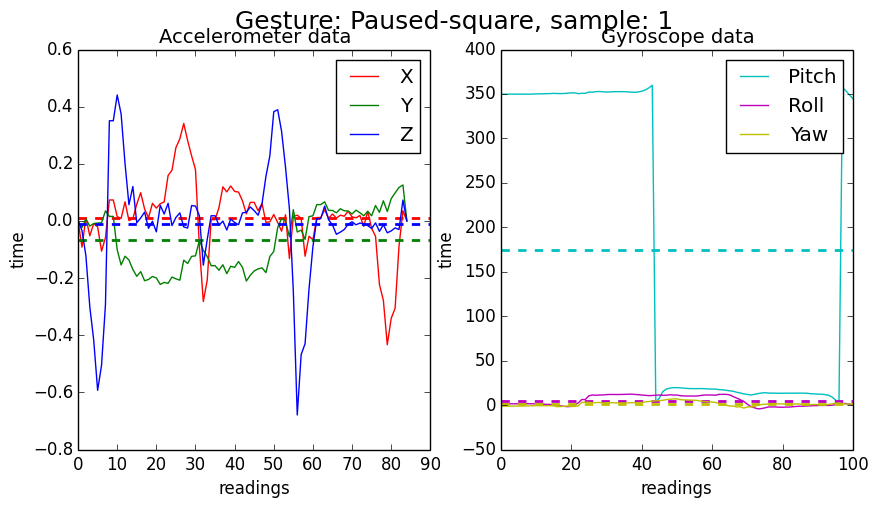 Gesture: Paused-square, sample: 1
Accelerometer data
0.6
0.4
0.2
0.0
−0.2
−0.4
−0.6
−0.8
time
0 10 20 30 40 50 60 70 80 90
readings
X
Y
Z
Gyroscope data
400
350
300
250
200
150
100
50
0
−50
time
0 20 40 60 80 100
readings
Pitch
Roll
Yaw